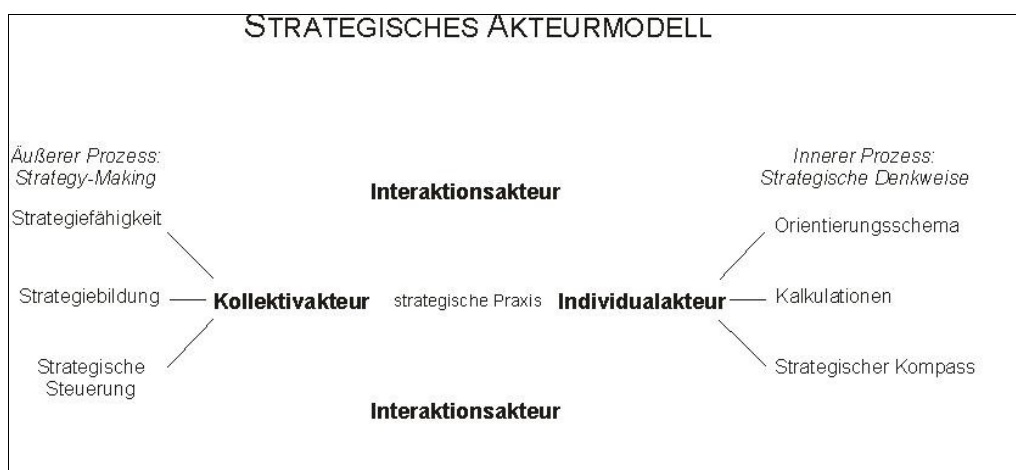 STRATEGISCHES AKTEURMODELL
Äußerer Prozess:
Strategy-Making
Innerer Prozess:
Strategische Denkweise
Interaktionsakteur
Strategiefähigkeit
Orientierungsschema
Strategiebildung
Kollektivakteur
strategische Praxis
Individualakteur
Kalkulationen
Strategische
Steuerung
Strategischer Kompass
Interaktionsakteur